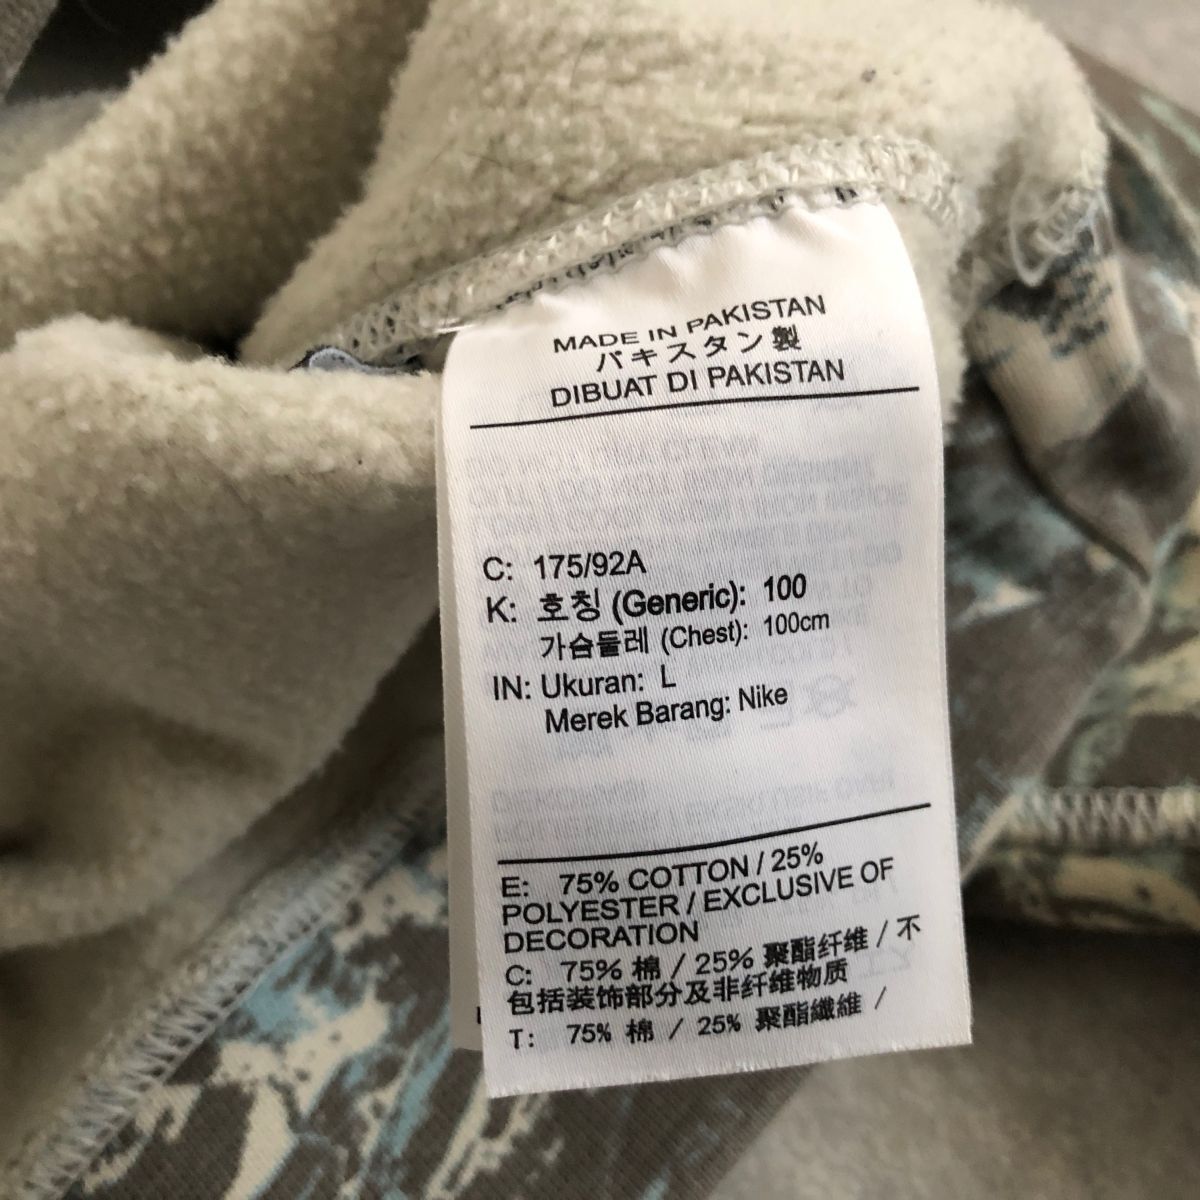 MADE IN PAKISTAN
パキスタン製
DIBUAT DI PAKISTAN
C: 175/92A
K: 호칭 (Generic): 100
가슴둘레 (Chest): 100cm
IN: Ukuran: L
Merek Barang: Nike
E: 75% COTTON / 25%
POLYESTER / EXCLUSIVE OF
DECORATION
C: 75% 棉 / 25% 聚酯纤维 / 不
包括装饰部分及非纤维物质
T: 75% 棉 / 25% 聚酯纖維 /